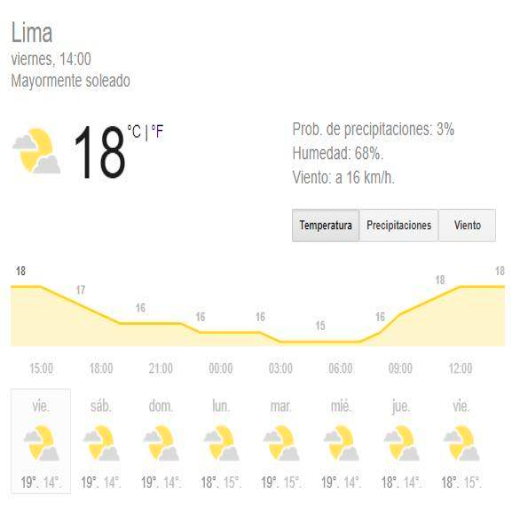 Lima
viernes, 14:00
Mayormente soleado
18 °C | °F
Prob. de precipitaciones: 3%
Humedad: 68%.
Viento: a 16 km/h.
Temperatura Precipitaciones Viento
18 17 16 16 16 15 16 18 18
15:00 18:00 21:00 00:00 03:00 06:00 09:00 12:00
vie. sáb. dom. lun. mar. mié. jue. vie.
19°. 14°. 19°. 14°. 19°. 14°. 18°. 15°. 19°. 15°. 19°. 14°. 18°. 14°. 18°. 15°.